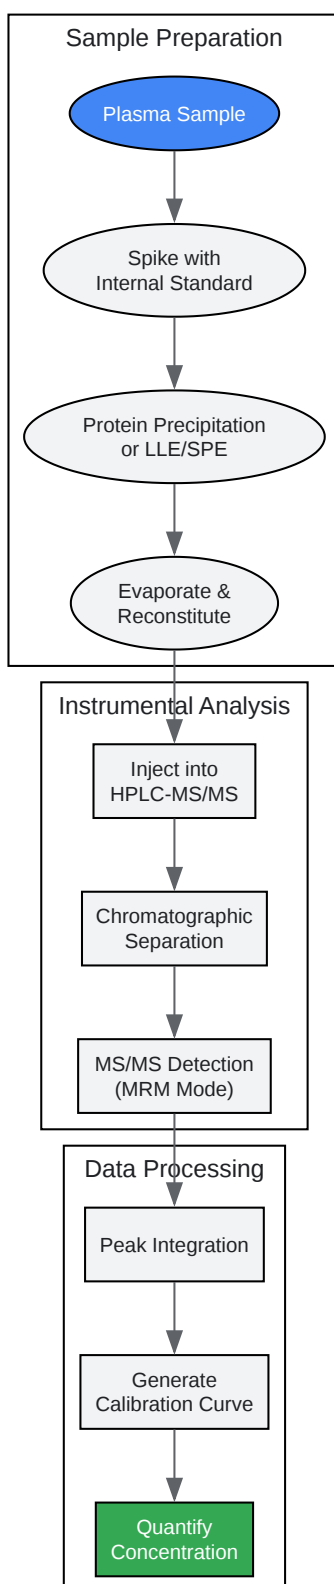 Sample Preparation
Plasma Sample
Spike with
Internal Standard
Protein Precipitation
or LLE/SPE
Evaporate &
Reconstitute
Instrumental Analysis
Inject into
HPLC-MS/MS
Chromatographic
Separation
MS/MS Detection
(MRM Mode)
Data Processing
Peak Integration
Generate
Calibration Curve
Quantify
Concentration